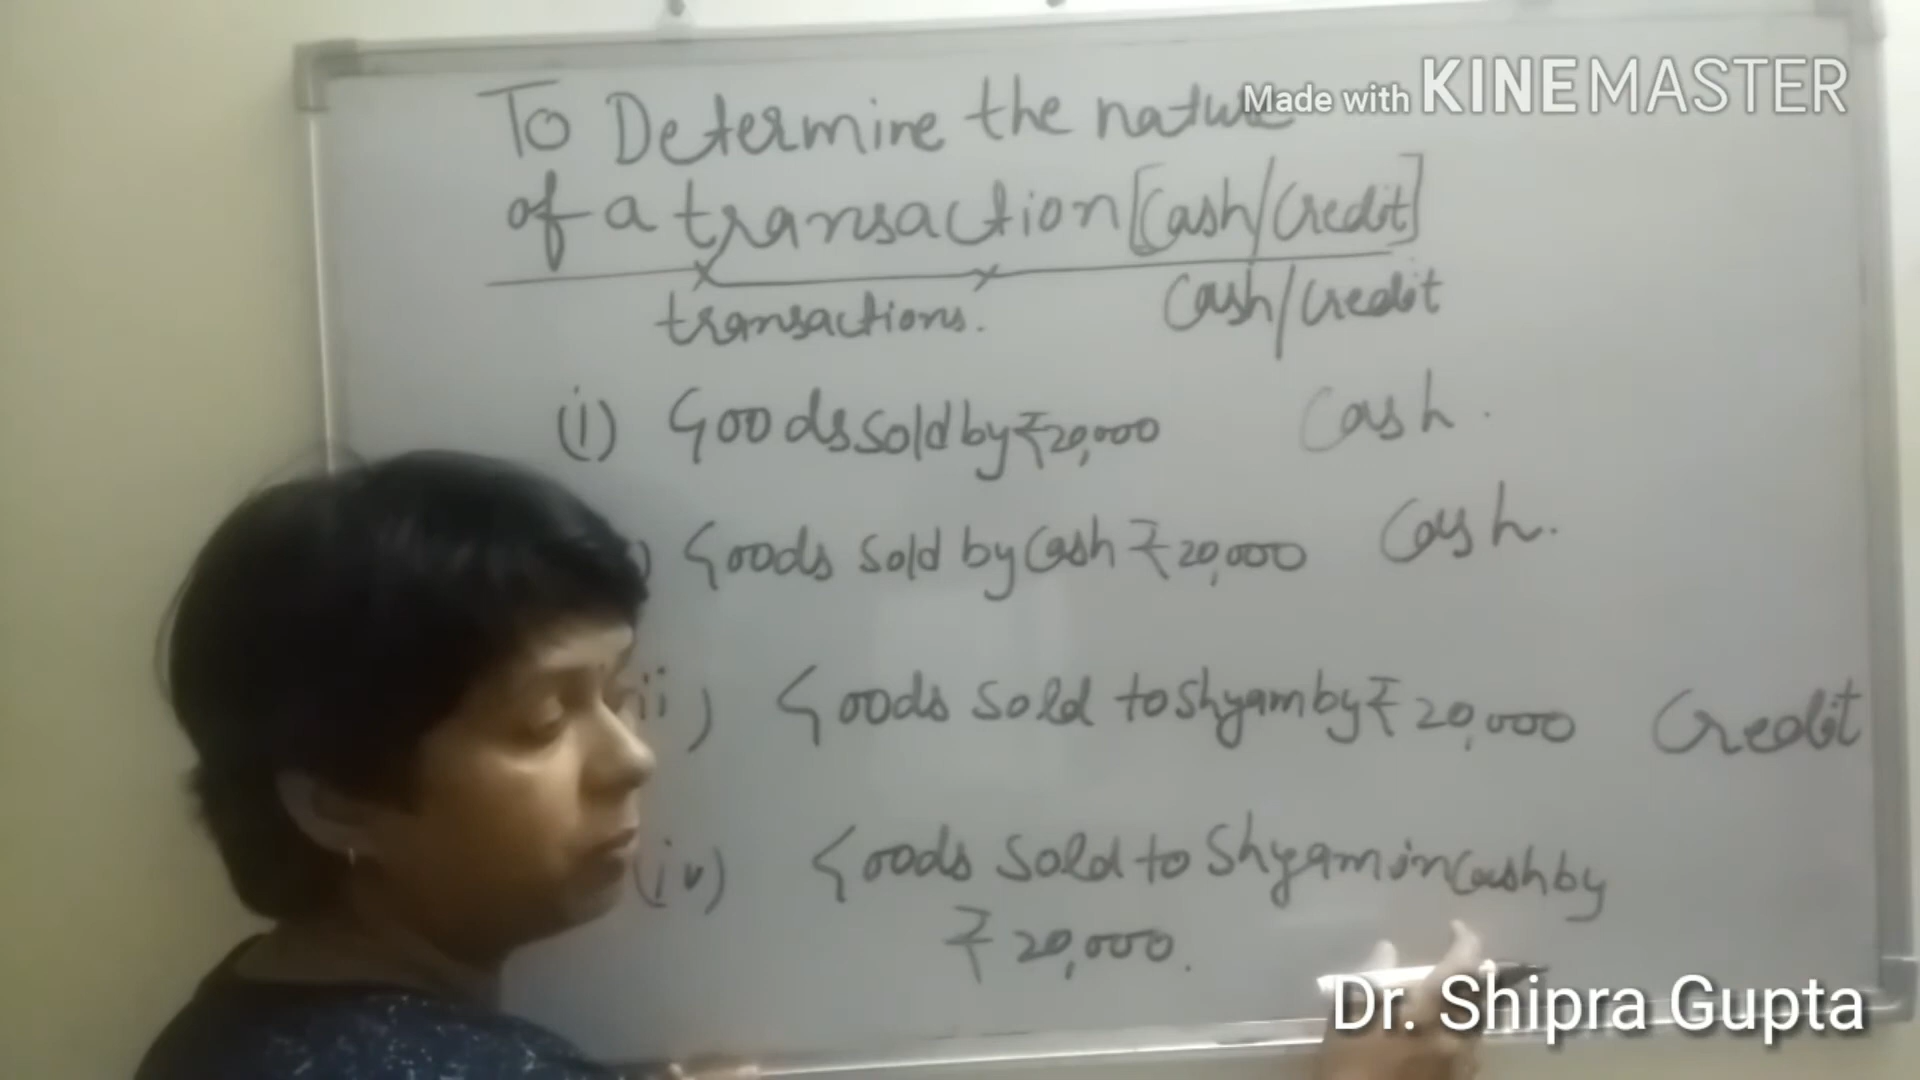 To Determine the nature
Made with KINEMASTER
of a transaction [Cash/Credit]
transactions. Cash/Credit
(i) Goods sold by ₹20,000 Cash.
) Goods sold by Cash ₹20,000 Cash.
ii) Goods sold to Shyam by ₹20,000 Credit
(iv) Goods sold to Shyam in Cash by
₹20,000.
Dr. Shipra Gupta